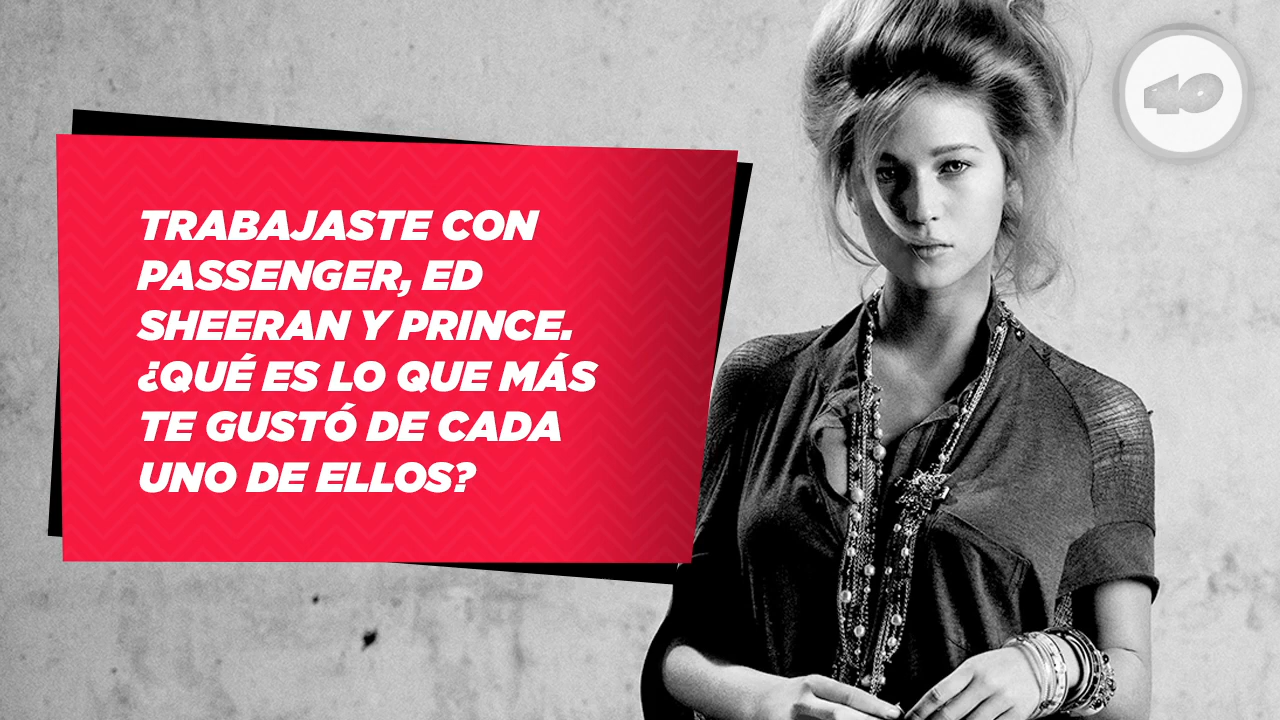 TRABAJASTE CON
PASSENGER, ED
SHEERAN Y PRINCE.
¿QUÉ ES LO QUE MÁS
TE GUSTÓ DE CADA
UNO DE ELLOS?
40